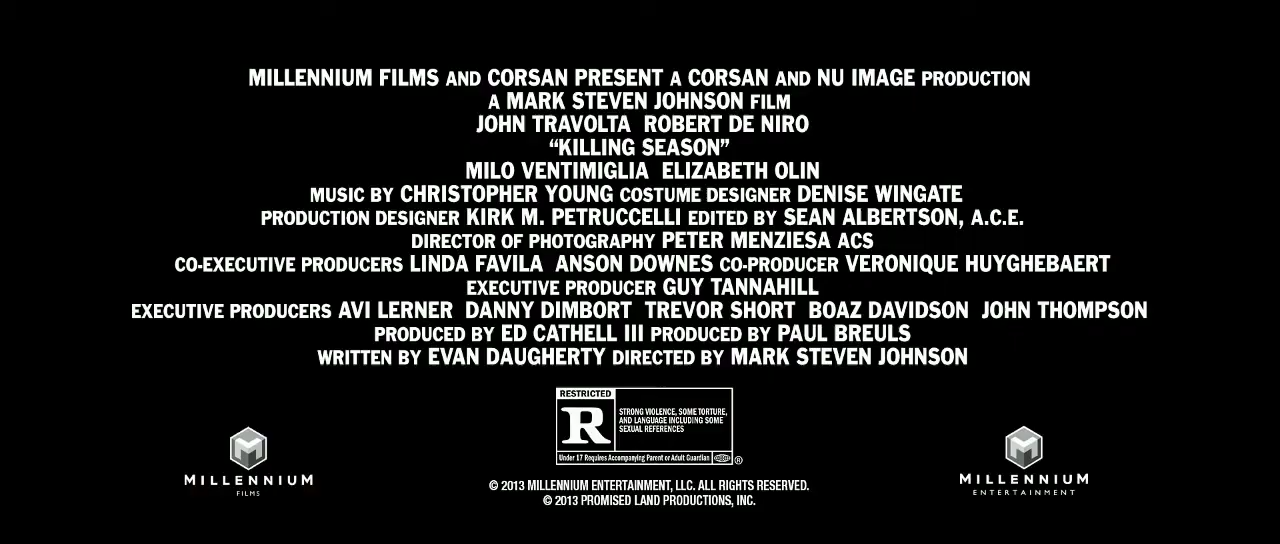 MILLENNIUM FILMS AND CORSAN PRESENT A CORSAN AND NU IMAGE PRODUCTION
A MARK STEVEN JOHNSON FILM
JOHN TRAVOLTA ROBERT DE NIRO
“KILLING SEASON”
MILO VENTIMIGLIA ELIZABETH OLIN
MUSIC BY CHRISTOPHER YOUNG COSTUME DESIGNER DENISE WINGATE
PRODUCTION DESIGNER KIRK M. PETRUCCELLI EDITED BY SEAN ALBERTSON, A.C.E.
DIRECTOR OF PHOTOGRAPHY PETER MENZIESA ACS
CO-EXECUTIVE PRODUCERS LINDA FAVILA ANSON DOWNES CO-PRODUCER VERONIQUE HUYGHEBAERT
EXECUTIVE PRODUCER GUY TANNAHILL
EXECUTIVE PRODUCERS AVI LERNER DANNY DIMBORT TREVOR SHORT BOAZ DAVIDSON JOHN THOMPSON
PRODUCED BY ED CATHELL III PRODUCED BY PAUL BREULS
WRITTEN BY EVAN DAUGHERTY DIRECTED BY MARK STEVEN JOHNSON
RESTRICTED
R
STRONG VIOLENCE, SOME TORTURE,
AND LANGUAGE INCLUDING SOME
SEXUAL REFERENCES
Under 17 Requires Accompanying Parent or Adult Guardian ®
MILLENNIUM
FILMS
MILLENNIUM
ENTERTAINMENT
© 2013 MILLENNIUM ENTERTAINMENT, LLC. ALL RIGHTS RESERVED.
© 2013 PROMISED LAND PRODUCTIONS, INC.